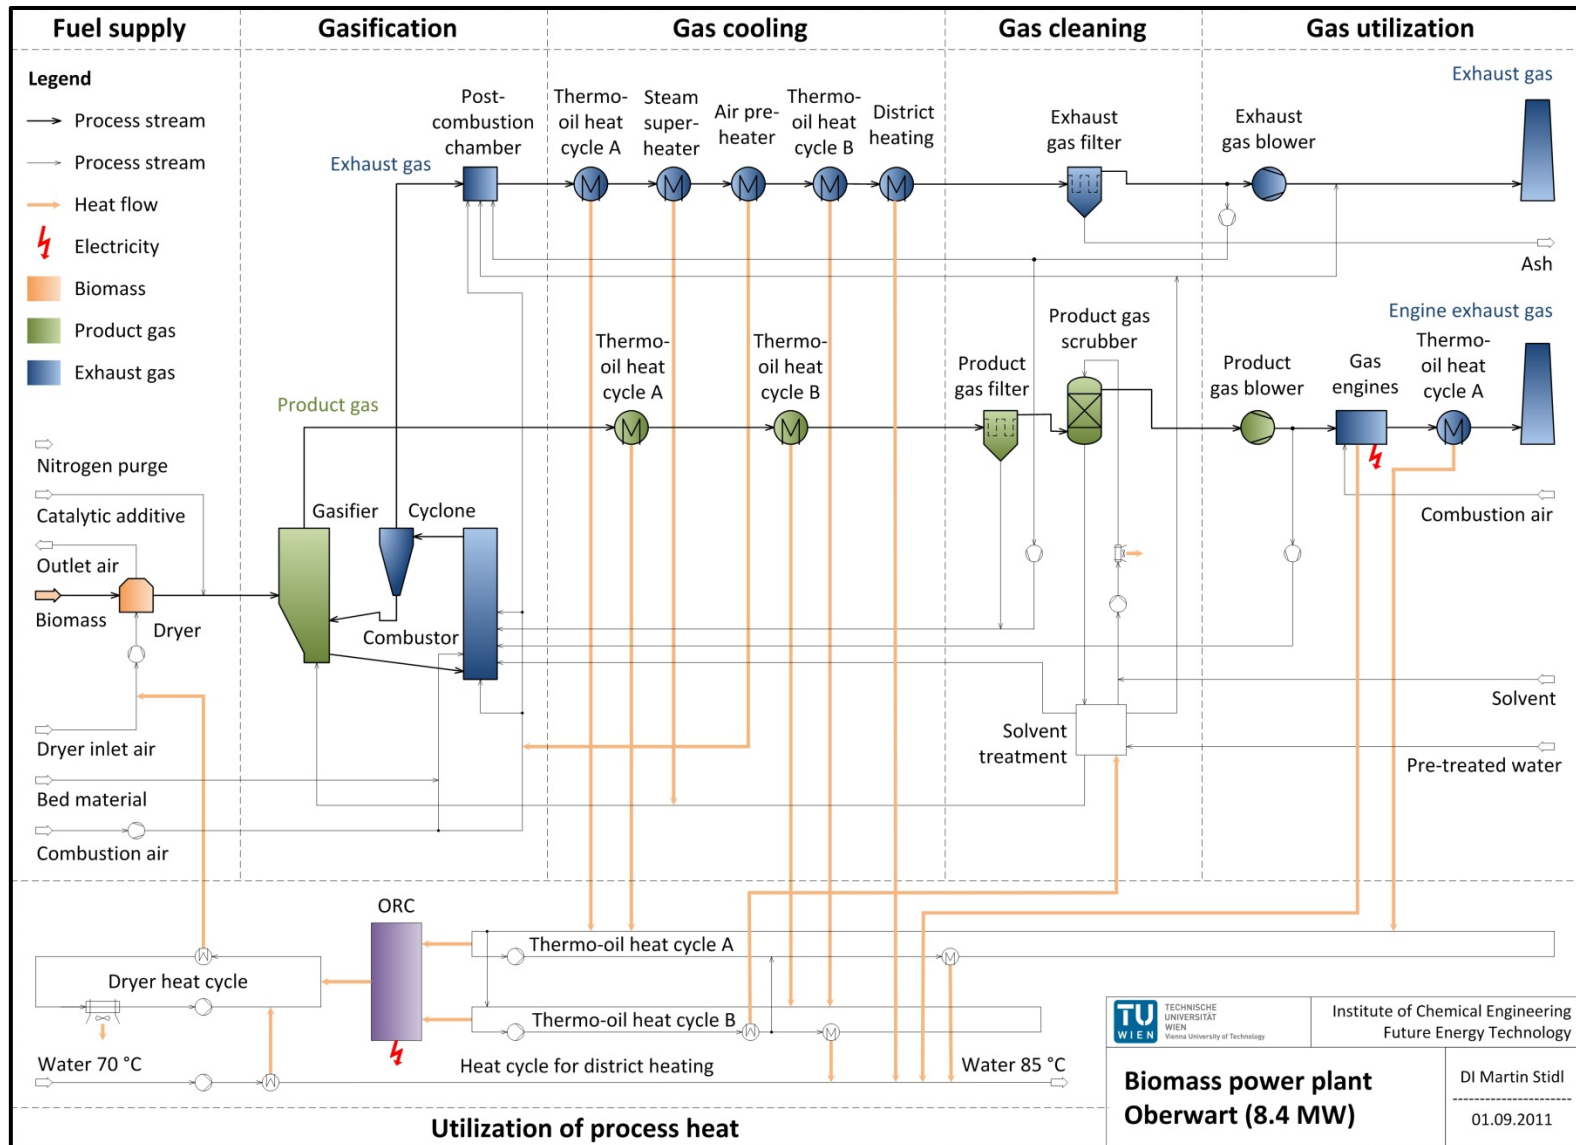 Fuel supply
Gasification
Gas cooling
Gas cleaning
Gas utilization
Legend
Process stream
Process stream
Heat flow
Electricity
Biomass
Product gas
Exhaust gas
Exhaust gas
Post-
combustion
chamber
Thermo-
oil heat
cycle A
Steam
super-
heater
Air pre-
heater
Thermo-
oil heat
cycle B
District
heating
Exhaust
gas filter
Exhaust
gas blower
Exhaust gas
Ash
Product gas
Thermo-
oil heat
cycle A
Thermo-
oil heat
cycle B
Product
gas filter
Product gas
scrubber
Product
gas blower
Gas
engines
Thermo-
oil heat
cycle A
Engine exhaust gas
Nitrogen purge
Catalytic additive
Outlet air
Biomass
Dryer
Gasifier
Cyclone
Combustor
Combustion air
Solvent
Solvent
treatment
Pre-treated water
Dryer inlet air
Bed material
Combustion air
ORC
Thermo-oil heat cycle A
Dryer heat cycle
Thermo-oil heat cycle B
Water 70 °C
Heat cycle for district heating
Water 85 °C
Utilization of process heat
TU
WIEN
TECHNISCHE
UNIVERSITÄT
WIEN
Vienna University of Technology
Institute of Chemical Engineering
Future Energy Technology
Biomass power plant
Oberwart (8.4 MW)
DI Martin Stidl
01.09.2011